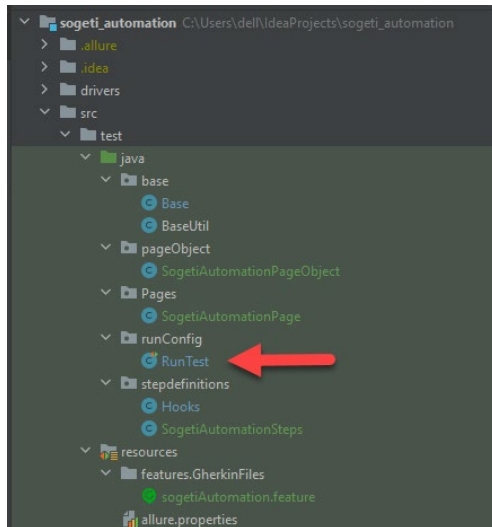 sogeti_automation C:\Users\dell\IdeaProjects\sogeti_automation
.allure
.idea
drivers
src
test
java
base
Base
BaseUtil
pageObject
SogetiAutomationPageObject
Pages
SogetiAutomationPage
runConfig
RunTest
stepdefinitions
Hooks
SogetiAutomationSteps
resources
features.GherkinFiles
sogetiAutomation.feature
allure.properties